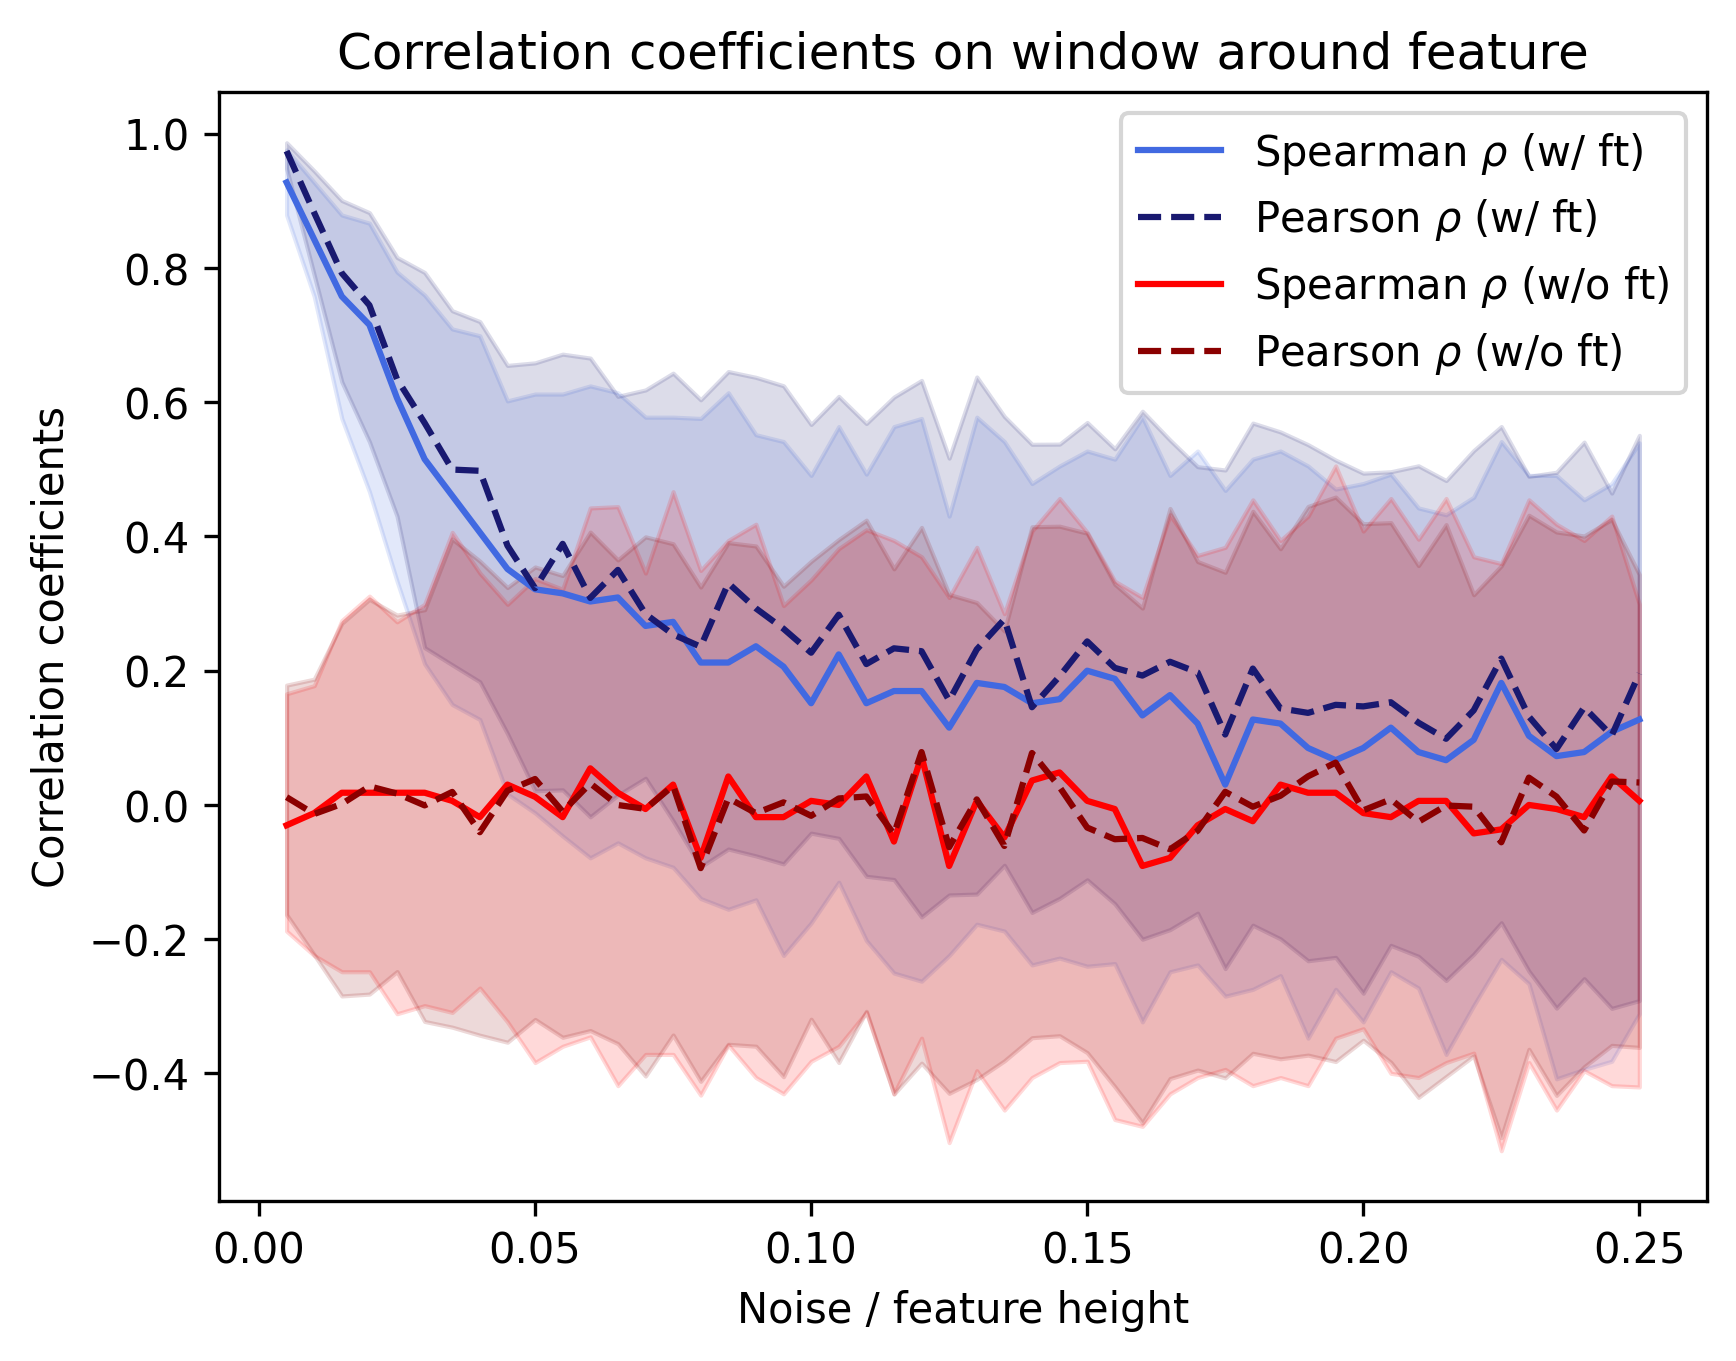 Correlation coefficients on window around feature
Spearman ρ (w/ ft)
Pearson ρ (w/ ft)
Spearman ρ (w/o ft)
Pearson ρ (w/o ft)
Correlation coefficients
1.0
0.8
0.6
0.4
0.2
0.0
−0.2
−0.4
0.00 0.05 0.10 0.15 0.20 0.25
Noise / feature height